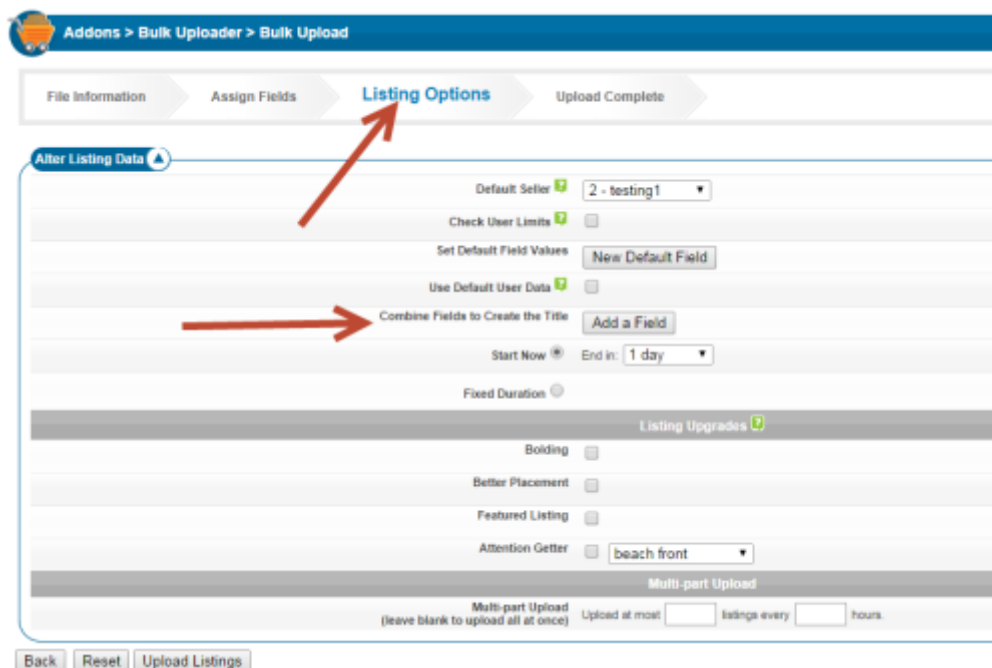 Addons > Bulk Uploader > Bulk Upload
File Information Assign Fields Listing Options Upload Complete
Alter Listing Data
Default Seller ? 2 - testing1
Check User Limits ?
Set Default Field Values New Default Field
Use Default User Data ?
Combine Fields to Create the Title Add a Field
Start Now End in: 1 day
Fixed Duration
Listing Upgrades ?
Bolding
Better Placement
Featured Listing
Attention Getter beach front
Multi-part Upload
Multi-part Upload
(leave blank to upload all at once) Upload at most listings every hours.
Back Reset Upload Listings